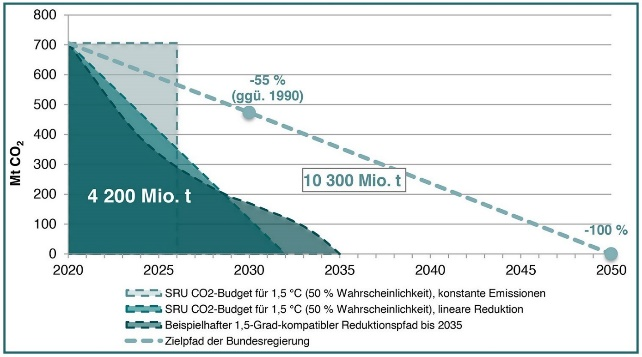 Mt CO₂
800
700
600
500
400
300
200
100
0
-55 %
(ggü. 1990)
10 300 Mio. t
4 200 Mio. t
-100 %
2020 2025 2030 2035 2040 2045 2050
SRU CO2-Budget für 1,5 °C (50 % Wahrscheinlichkeit), konstante Emissionen
SRU CO2-Budget für 1,5 °C (50 % Wahrscheinlichkeit), lineare Reduktion
Beispielhafter 1,5-Grad-kompatibler Reduktionspfad bis 2035
Zielpfad der Bundesregierung